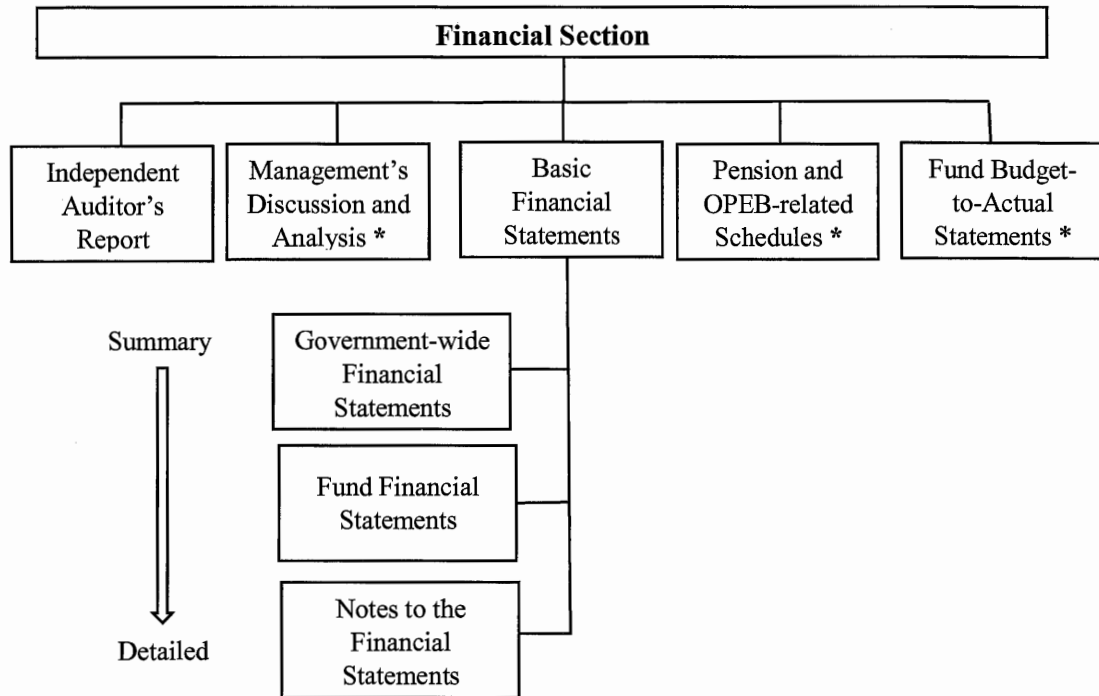 Financial Section
Independent
Auditor's
Report
Management's
Discussion and
Analysis *
Basic
Financial
Statements
Pension and
OPEB-related
Schedules *
Fund Budget-
to-Actual
Statements *
Summary
Detailed
Government-wide
Financial
Statements
Fund Financial
Statements
Notes to the
Financial
Statements